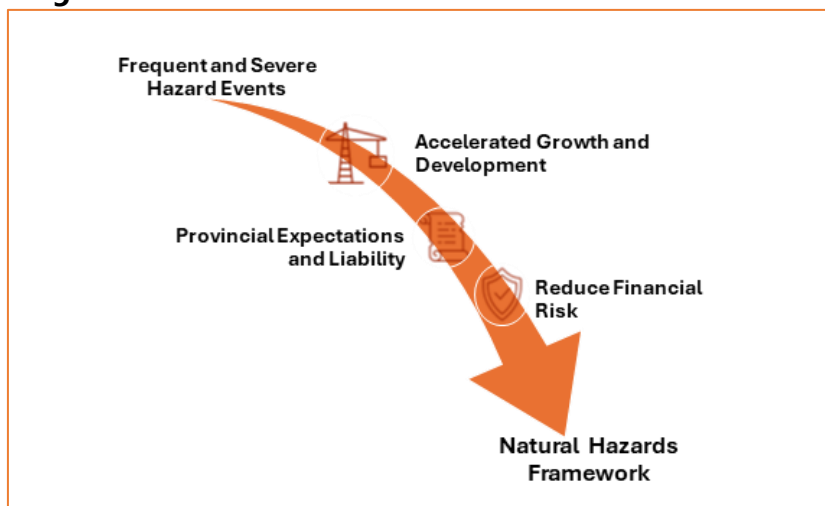 Frequent and Severe
Hazard Events
Accelerated Growth and
Development
Provincial Expectations
and Liability
Reduce Financial
Risk
Natural Hazards
Framework